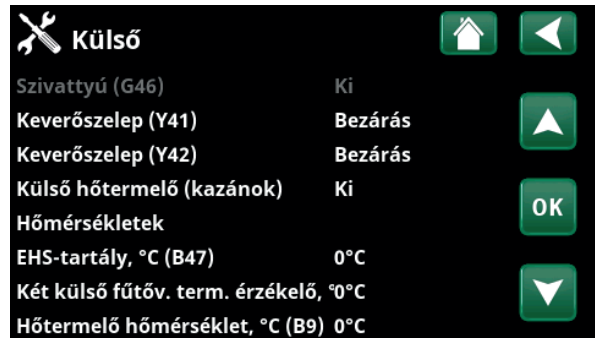 Külső
Szivattyú (G46) Ki
Keverőszelep (Y41) Bezárás
Keverőszelep (Y42) Bezárás
Külső hőtermelő (kazánok) Ki
Hőmérsékletek
EHS-tartály, °C (B47) 0°C
Két külső fűtőv. term. érzékelő, °0°C
Hőtermelő hőmérséklet, °C (B9) 0°C
OK